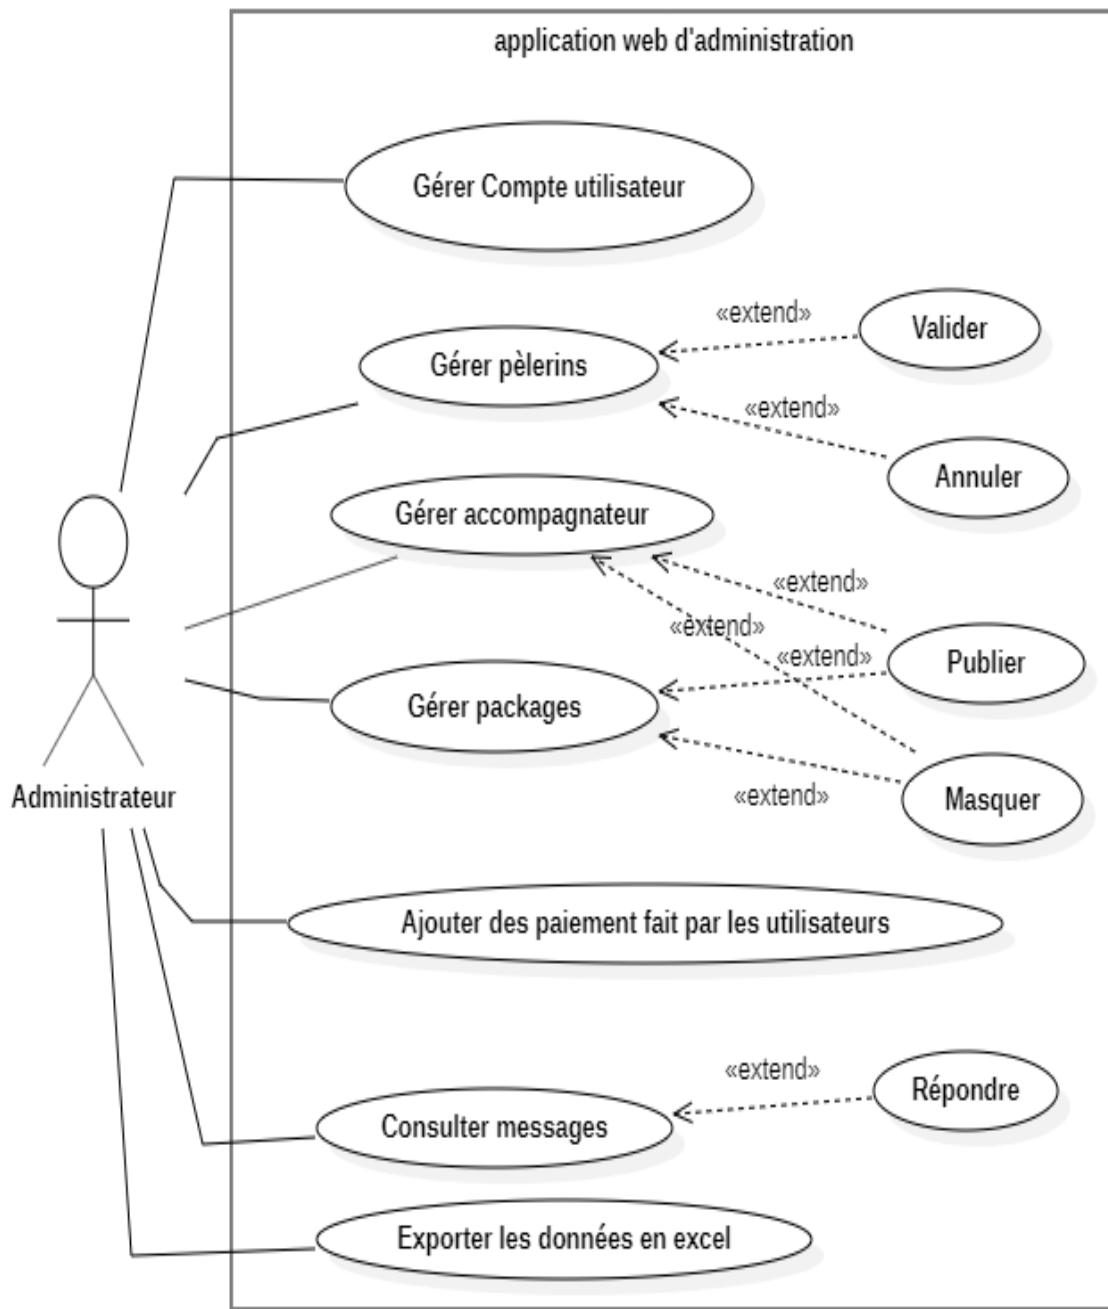 application web d'administration
Gérer Compte utilisateur
«extend»
Valider
Gérer pèlerins
«extend»
Annuler
Gérer accompagnateur
«extend»
«extend»
«extend»
Publier
Gérer packages
«extend»
Masquer
Administrateur
Ajouter des paiement fait par les utilisateurs
«extend»
Répondre
Consulter messages
Exporter les données en excel